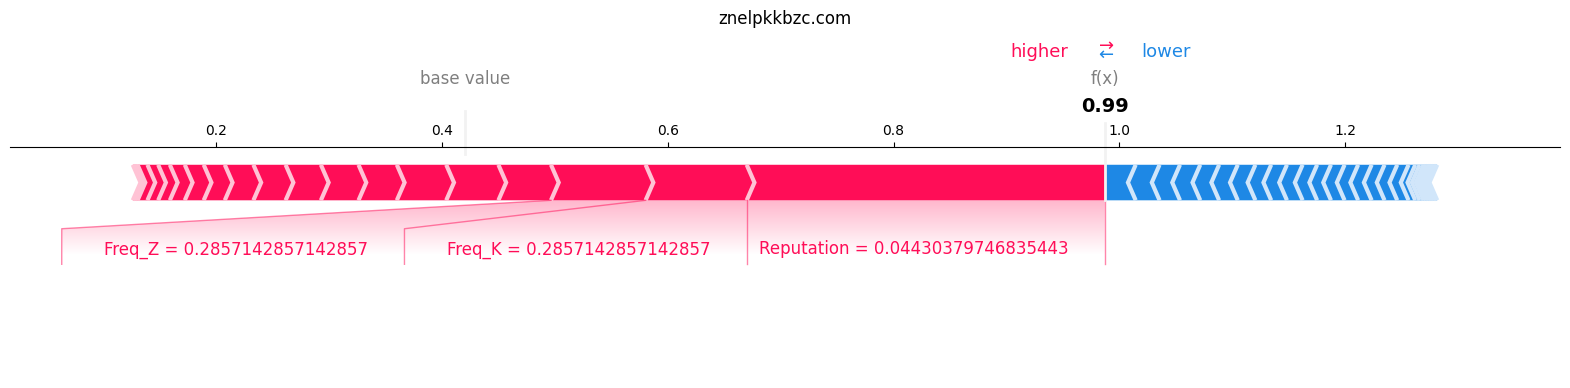 znelpkkbzc.com
higher ⇄ lower
base value f(x)
0.99
0.2 0.4 0.6 0.8 1.0 1.2
Freq_Z = 0.2857142857142857 Freq_K = 0.2857142857142857 Reputation = 0.04430379746835443